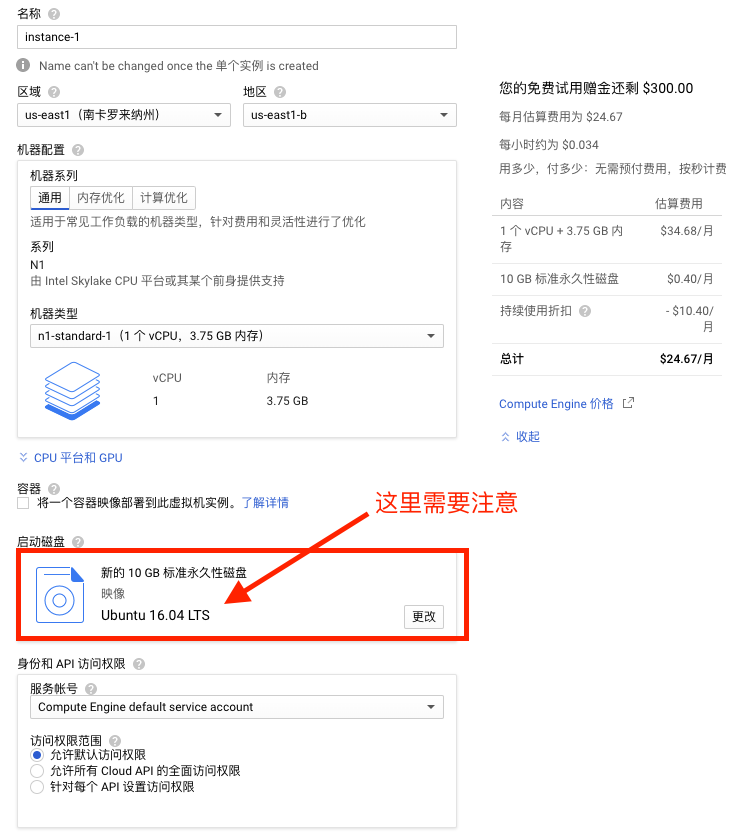 名称
instance-1
Name can't be changed once the 单个实例 is created
区域
地区
us-east1（南卡罗来纳州）
us-east1-b
机器配置
机器系列
通用
内存优化
计算优化
适用于常见工作负载的机器类型，针对费用和灵活性进行了优化
系列
N1
由 Intel Skylake CPU 平台或其某个前身提供支持
机器类型
n1-standard-1（1 个 vCPU，3.75 GB 内存）
vCPU
内存
1
3.75 GB
CPU 平台和 GPU
容器
将一个容器映像部署到此虚拟机实例。了解详情
这里需要注意
启动磁盘
新的 10 GB 标准永久性磁盘
映像
Ubuntu 16.04 LTS
更改
身份和 API 访问权限
服务帐号
Compute Engine default service account
访问权限范围
允许默认访问权限
允许所有 Cloud API 的全面访问权限
针对每个 API 设置访问权限
您的免费试用赠金还剩 $300.00
每月估算费用为 $24.67
每小时约为 $0.034
用多少，付多少：无需预付费用，按秒计费
内容
估算费用
1 个 vCPU + 3.75 GB 内
存
$34.68/月
10 GB 标准永久性磁盘
$0.40/月
持续使用折扣
- $10.40/
月
总计
$24.67/月
Compute Engine 价格
收起